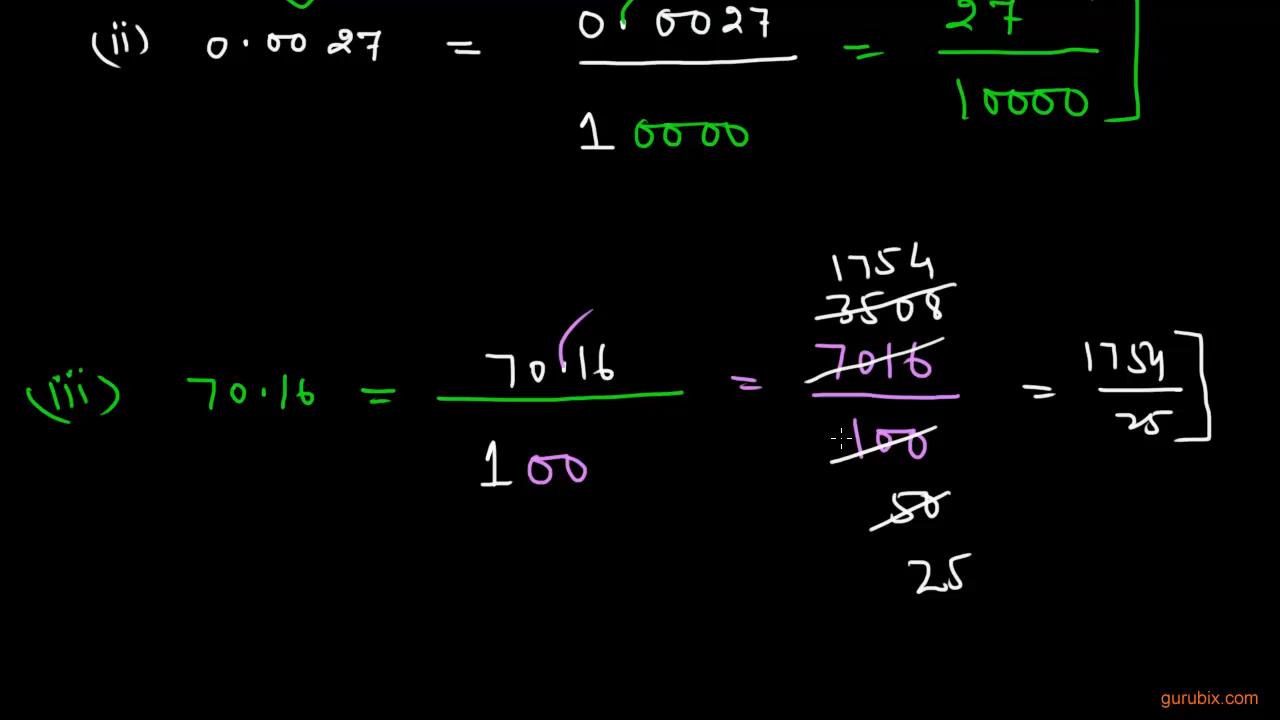 (ii) 0.0027 = 0.0027 / 10000 = 27 / 10000 ]
1754
3508
(iii) 70.16 = 70.16 / 100 = 7016 / 100 = 1754 / 25 ]
50
25
gurubix.com